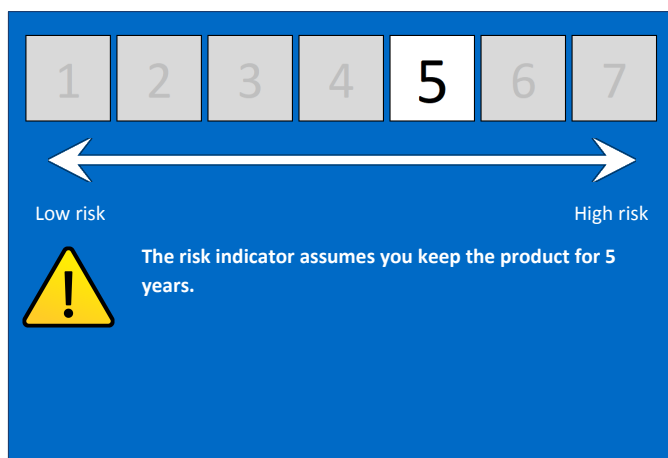 1 2 3 4 5 6 7
Low risk High risk
The risk indicator assumes you keep the product for 5
years.